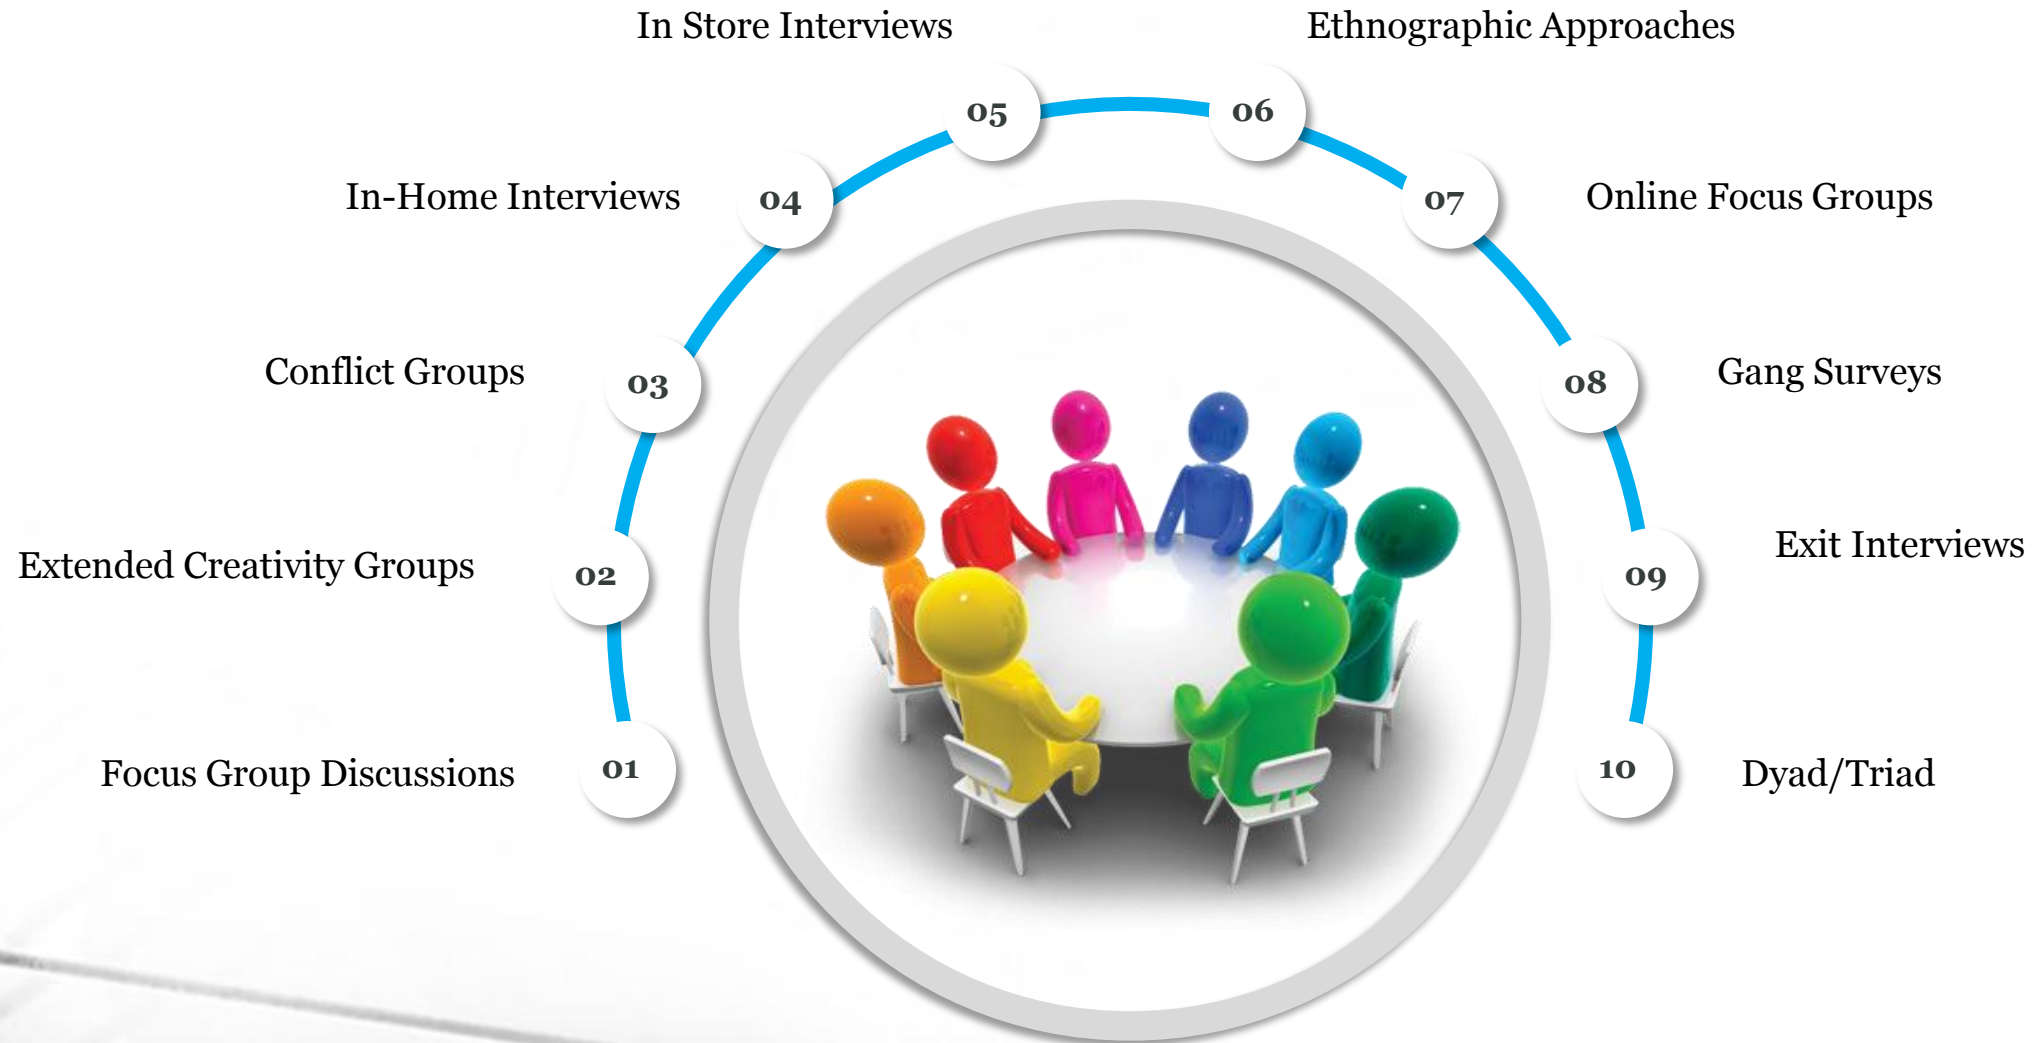 In Store Interviews
Ethnographic Approaches
05
06
In-Home Interviews
04
07
Online Focus Groups
Conflict Groups
03
08
Gang Surveys
Extended Creativity Groups
02
09
Exit Interviews
Focus Group Discussions
01
10
Dyad/Triad